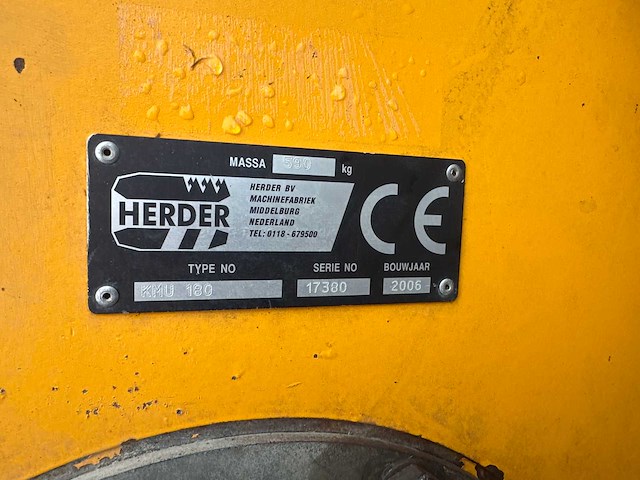 MASSA 590 kg
HERDER
HERDER BV
MACHINEFABRIEK
MIDDELBURG
NEDERLAND
TEL: 0118 - 679500
CE
TYPE NO SERIE NO BOUWJAAR
KMU 180 17380 2006